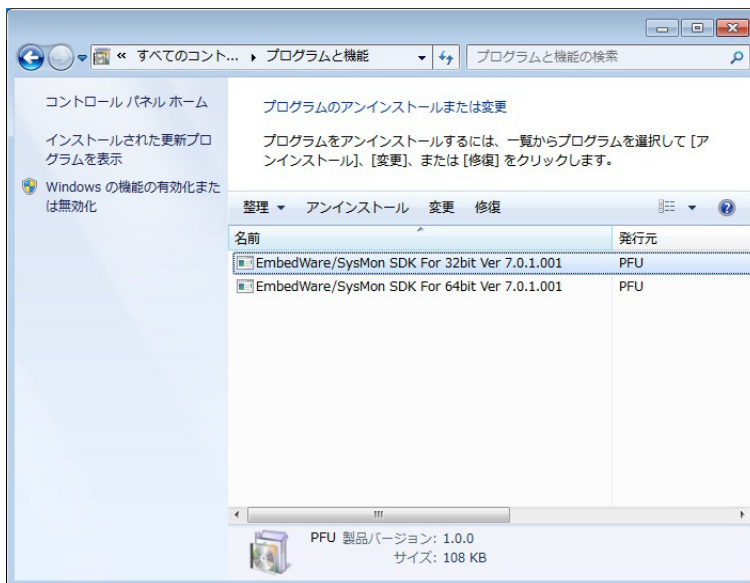 « すべてのコント... ▸ プログラムと機能
プログラムと機能の検索
コントロール パネル ホーム
インストールされた更新プロ
グラムを表示
Windows の機能の有効化また
は無効化
プログラムのアンインストールまたは変更
プログラムをアンインストールするには、一覧からプログラムを選択して [ア
ンインストール]、[変更]、または [修復] をクリックします。
整理 アンインストール 変更 修復
名前 発行元
EmbedWare/SysMon SDK For 32bit Ver 7.0.1.001 PFU
EmbedWare/SysMon SDK For 64bit Ver 7.0.1.001 PFU
PFU 製品バージョン: 1.0.0
サイズ: 108 KB